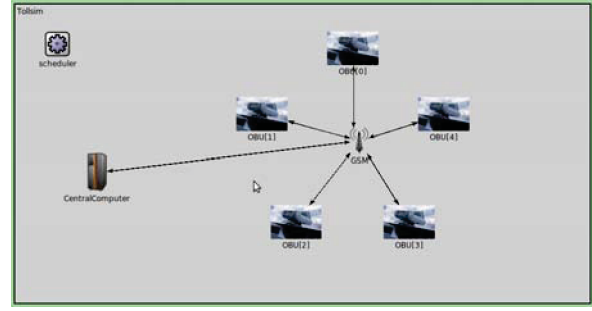 Tollsim
scheduler
OBU[0]
OBU[1]
OBU[4]
GSM
CentralComputer
OBU[2]
OBU[3]